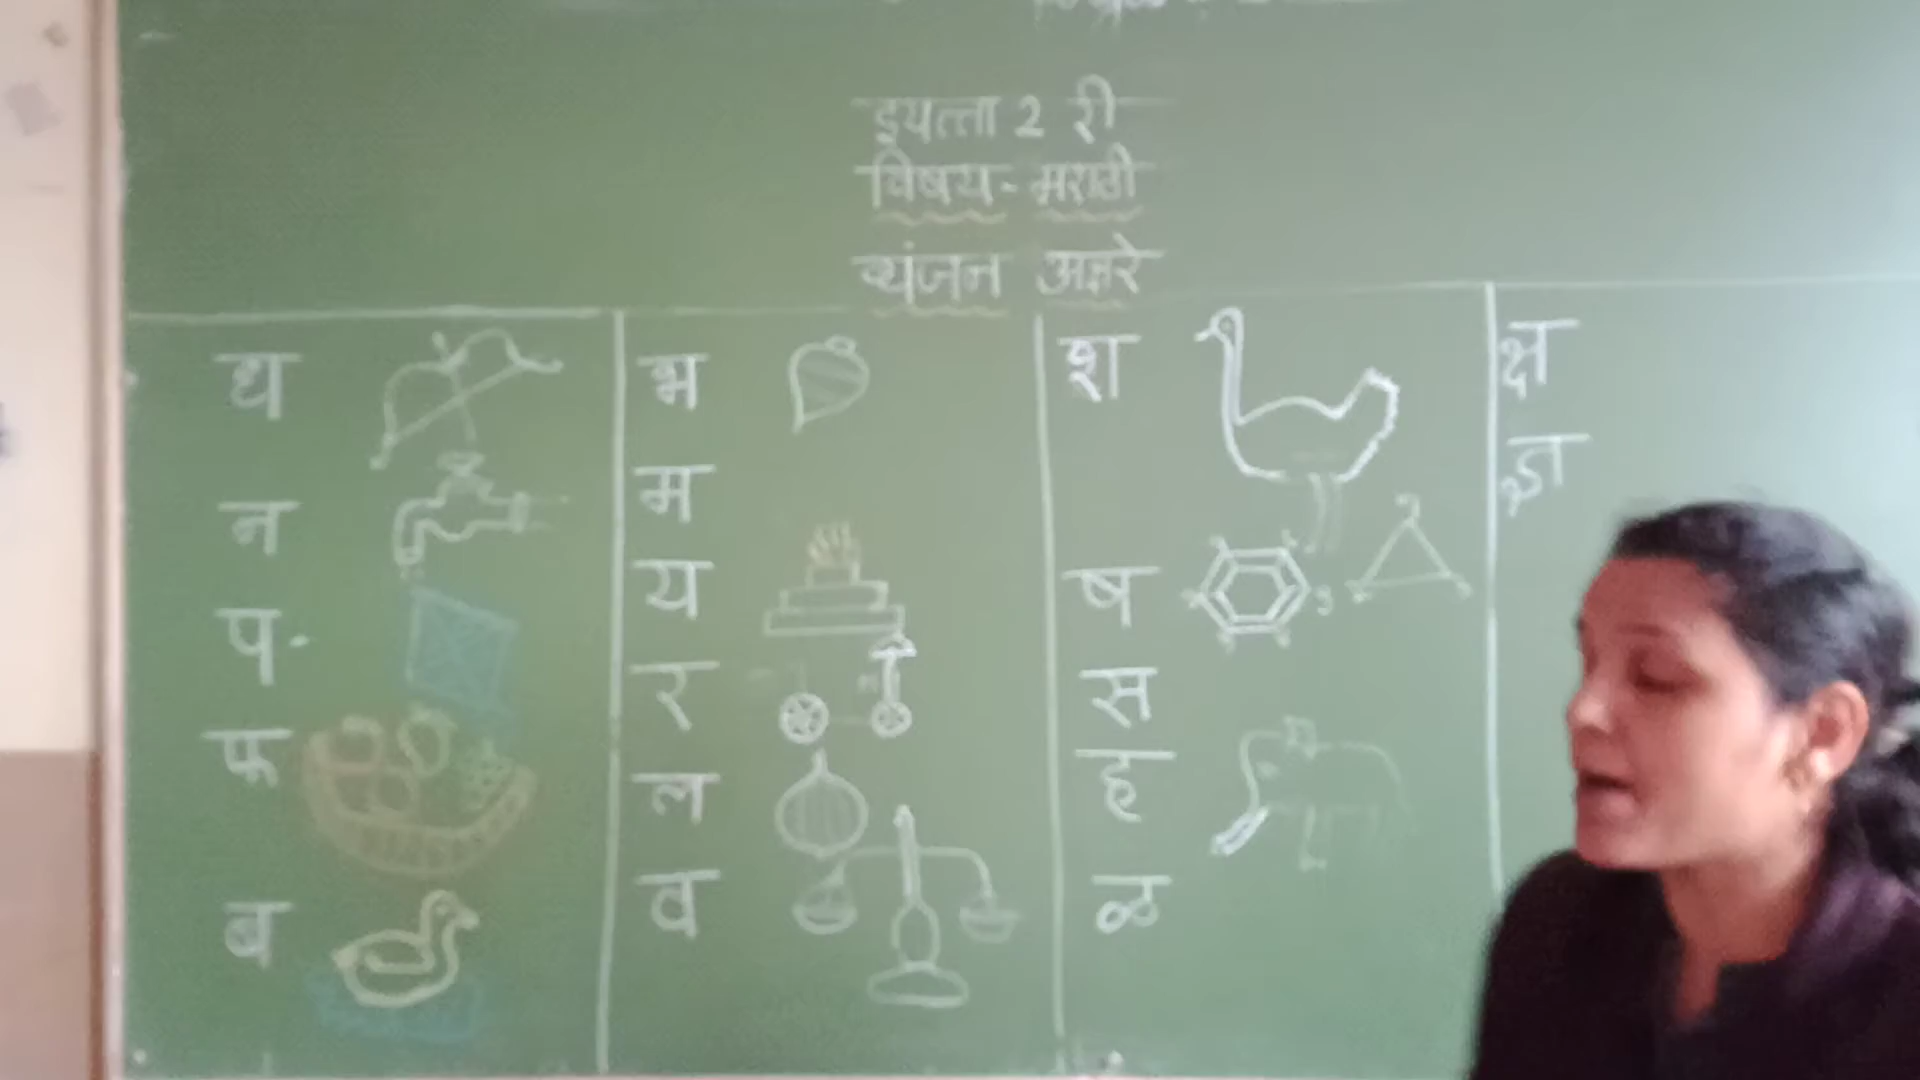 इयत्ता 2 री
विषय - मराठी
व्यंजन अक्षरे
ध
न
प
फ
ब
भ
म
य
र
ल
व
श
ष
स
ह
ळ
क्ष
ज्ञ